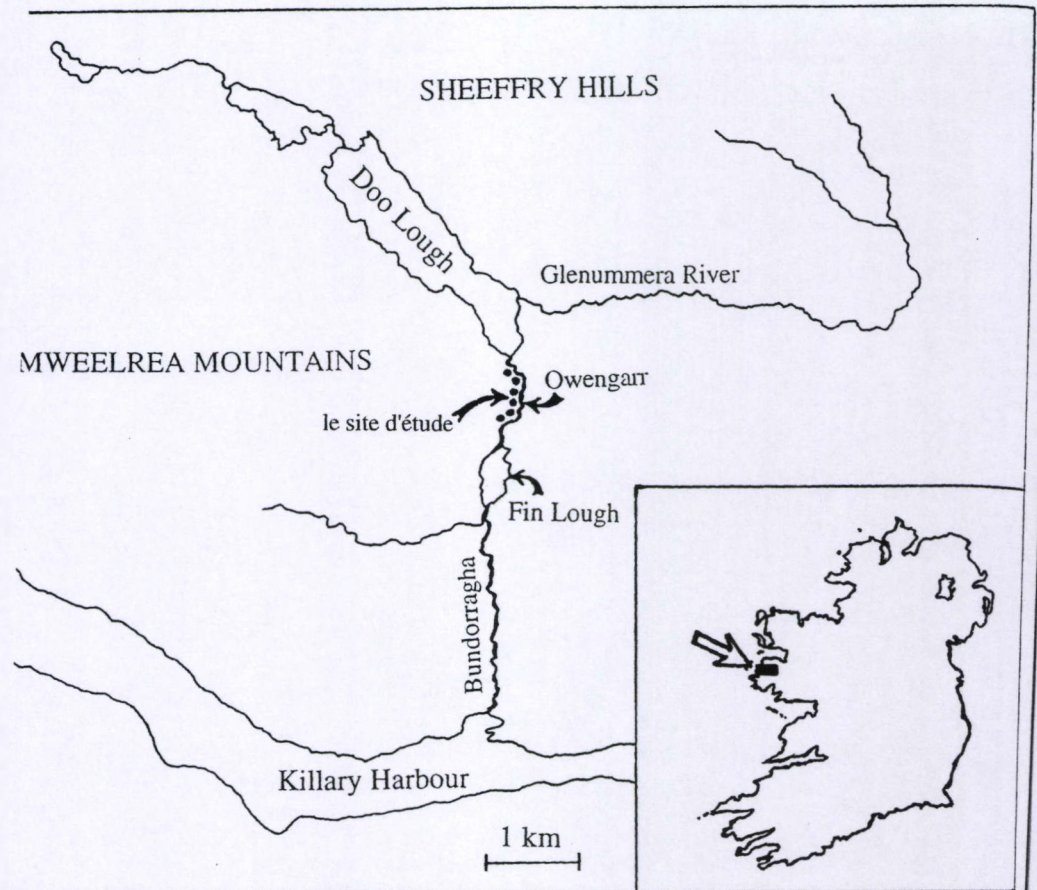 SHEEFFRY HILLS
Doo Lough
Glenummera River
MWEELREA MOUNTAINS
Owengarr
le site d'étude
Fin Lough
Bundorragha
Killary Harbour
1 km